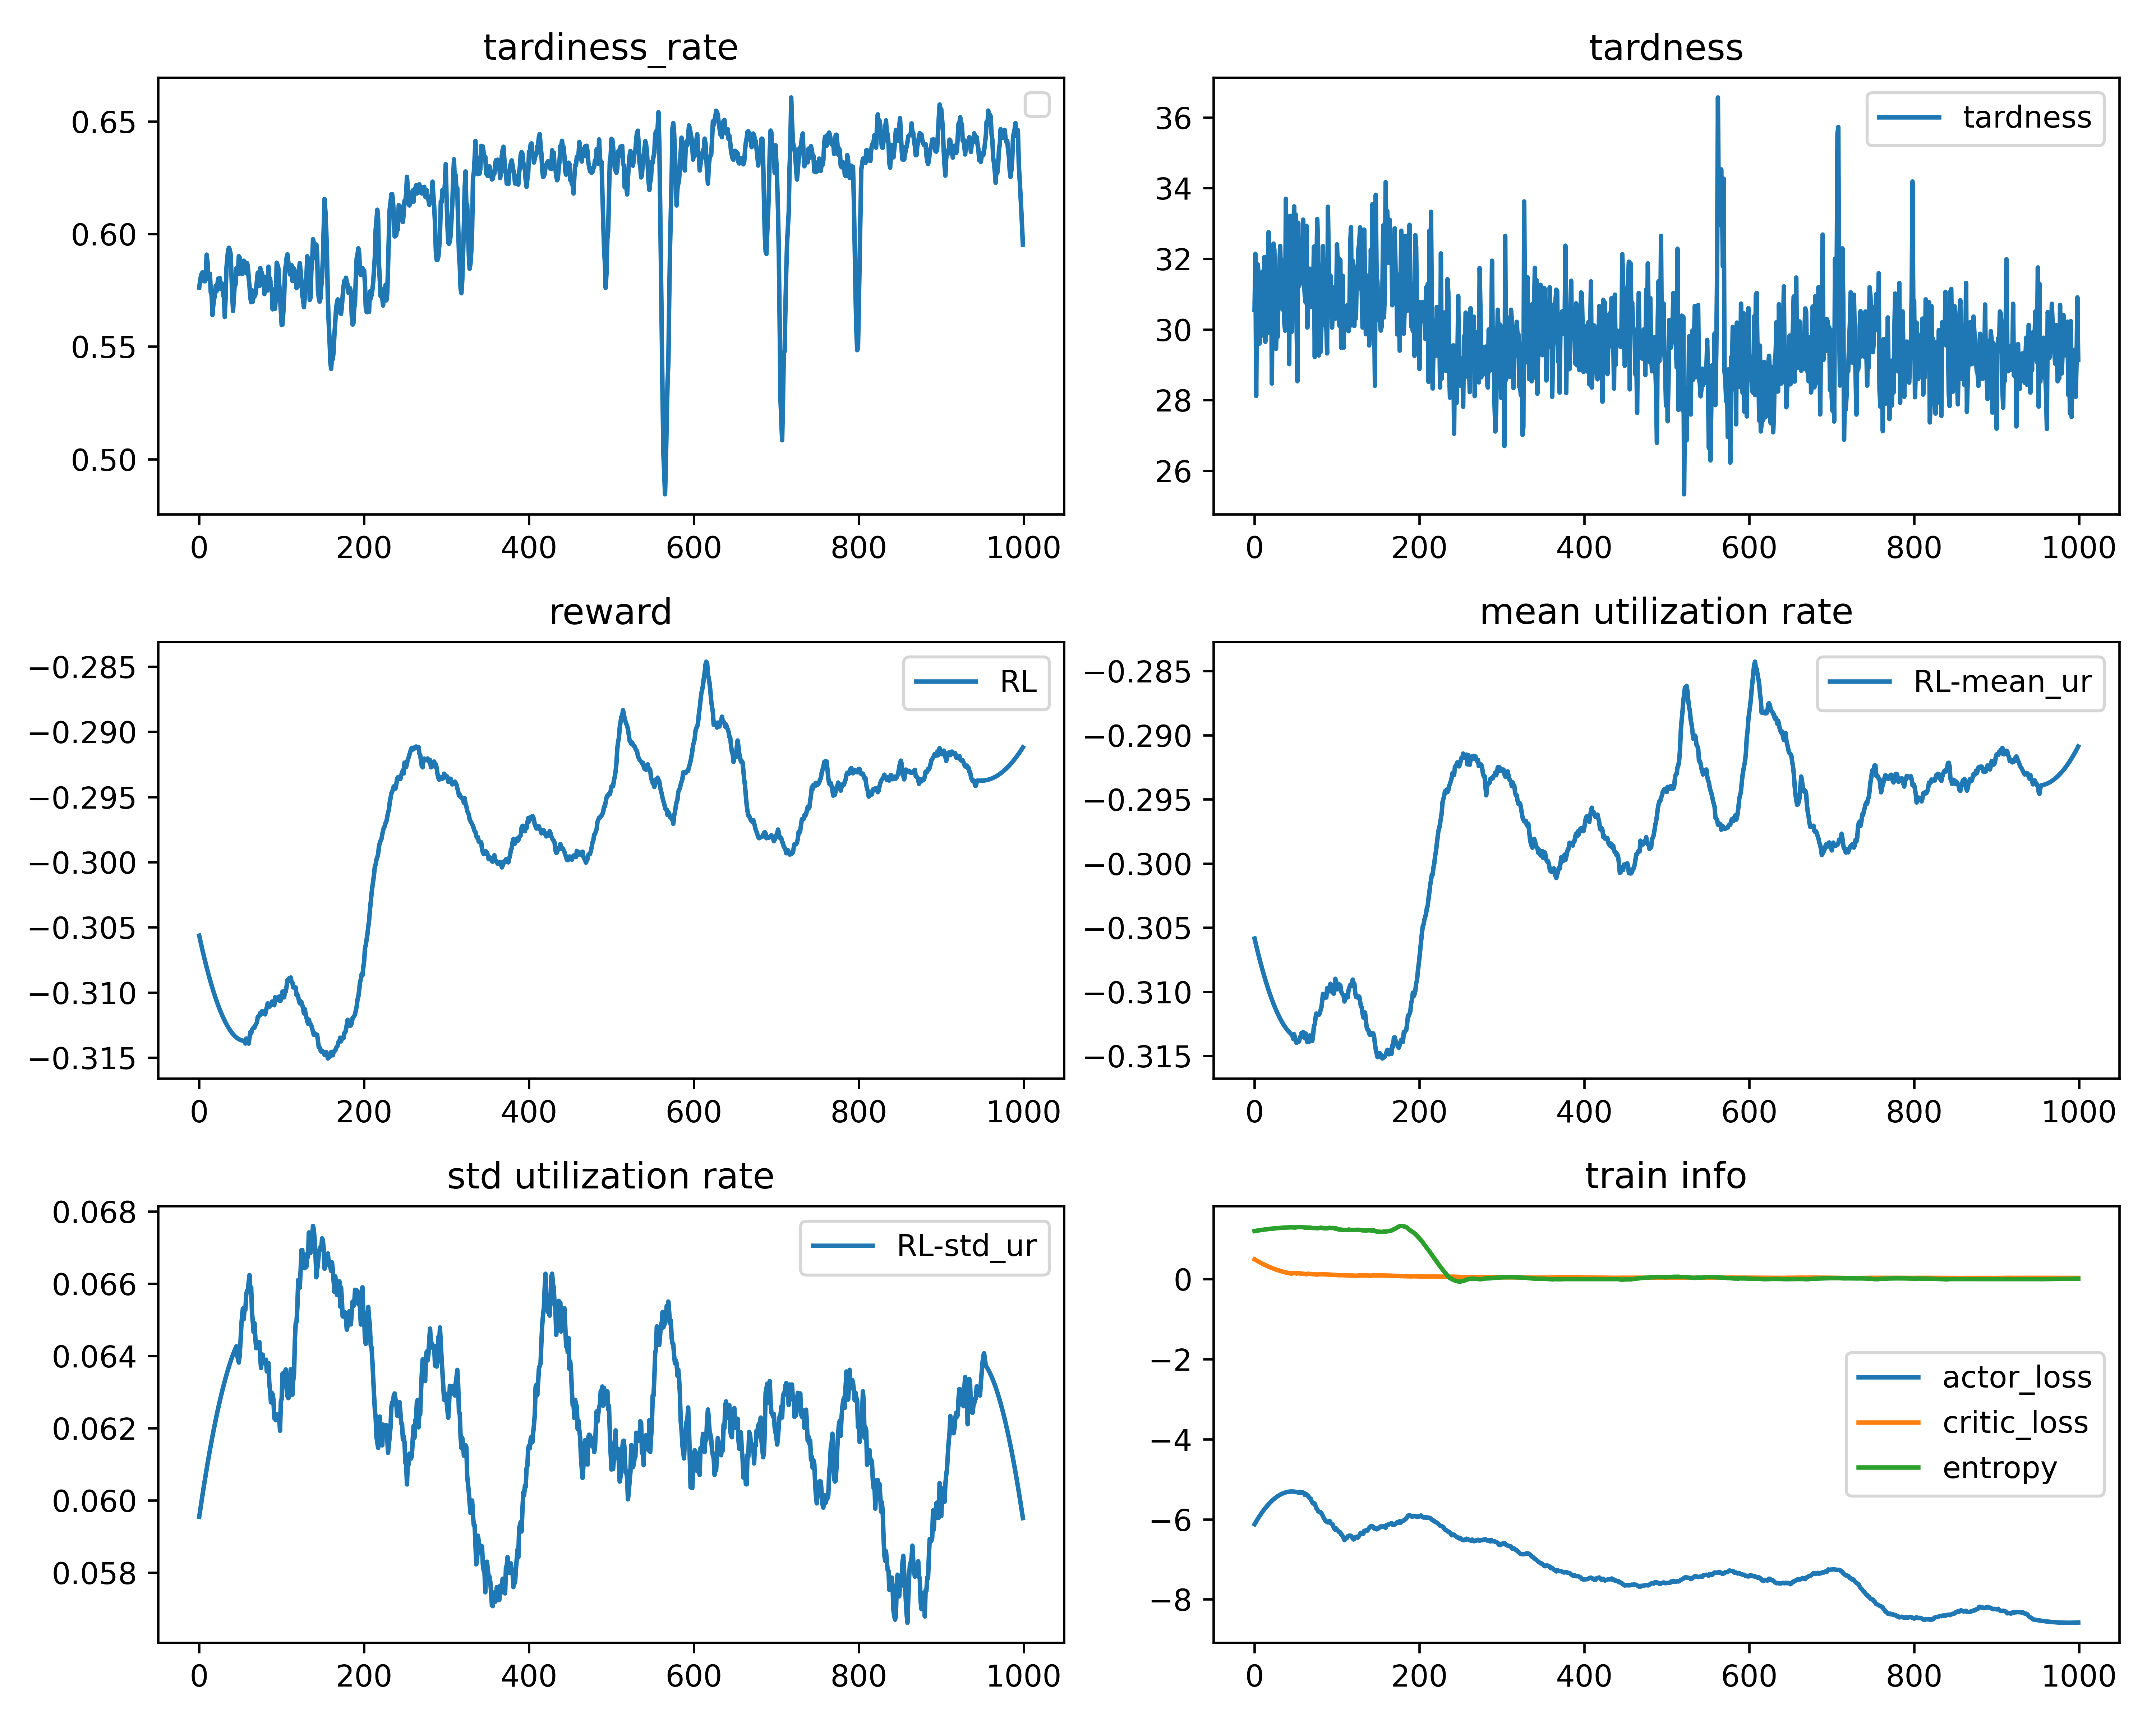 tardiness_rate
0.65
0.60
0.55
0.50
0 200 400 600 800 1000
tardness
tardness
36
34
32
30
28
26
0 200 400 600 800 1000
reward
RL
−0.285
−0.290
−0.295
−0.300
−0.305
−0.310
−0.315
0 200 400 600 800 1000
mean utilization rate
RL-mean_ur
−0.285
−0.290
−0.295
−0.300
−0.305
−0.310
−0.315
0 200 400 600 800 1000
std utilization rate
RL-std_ur
0.068
0.066
0.064
0.062
0.060
0.058
0 200 400 600 800 1000
train info
0
−2
−4
−6
−8
actor_loss
critic_loss
entropy
0 200 400 600 800 1000